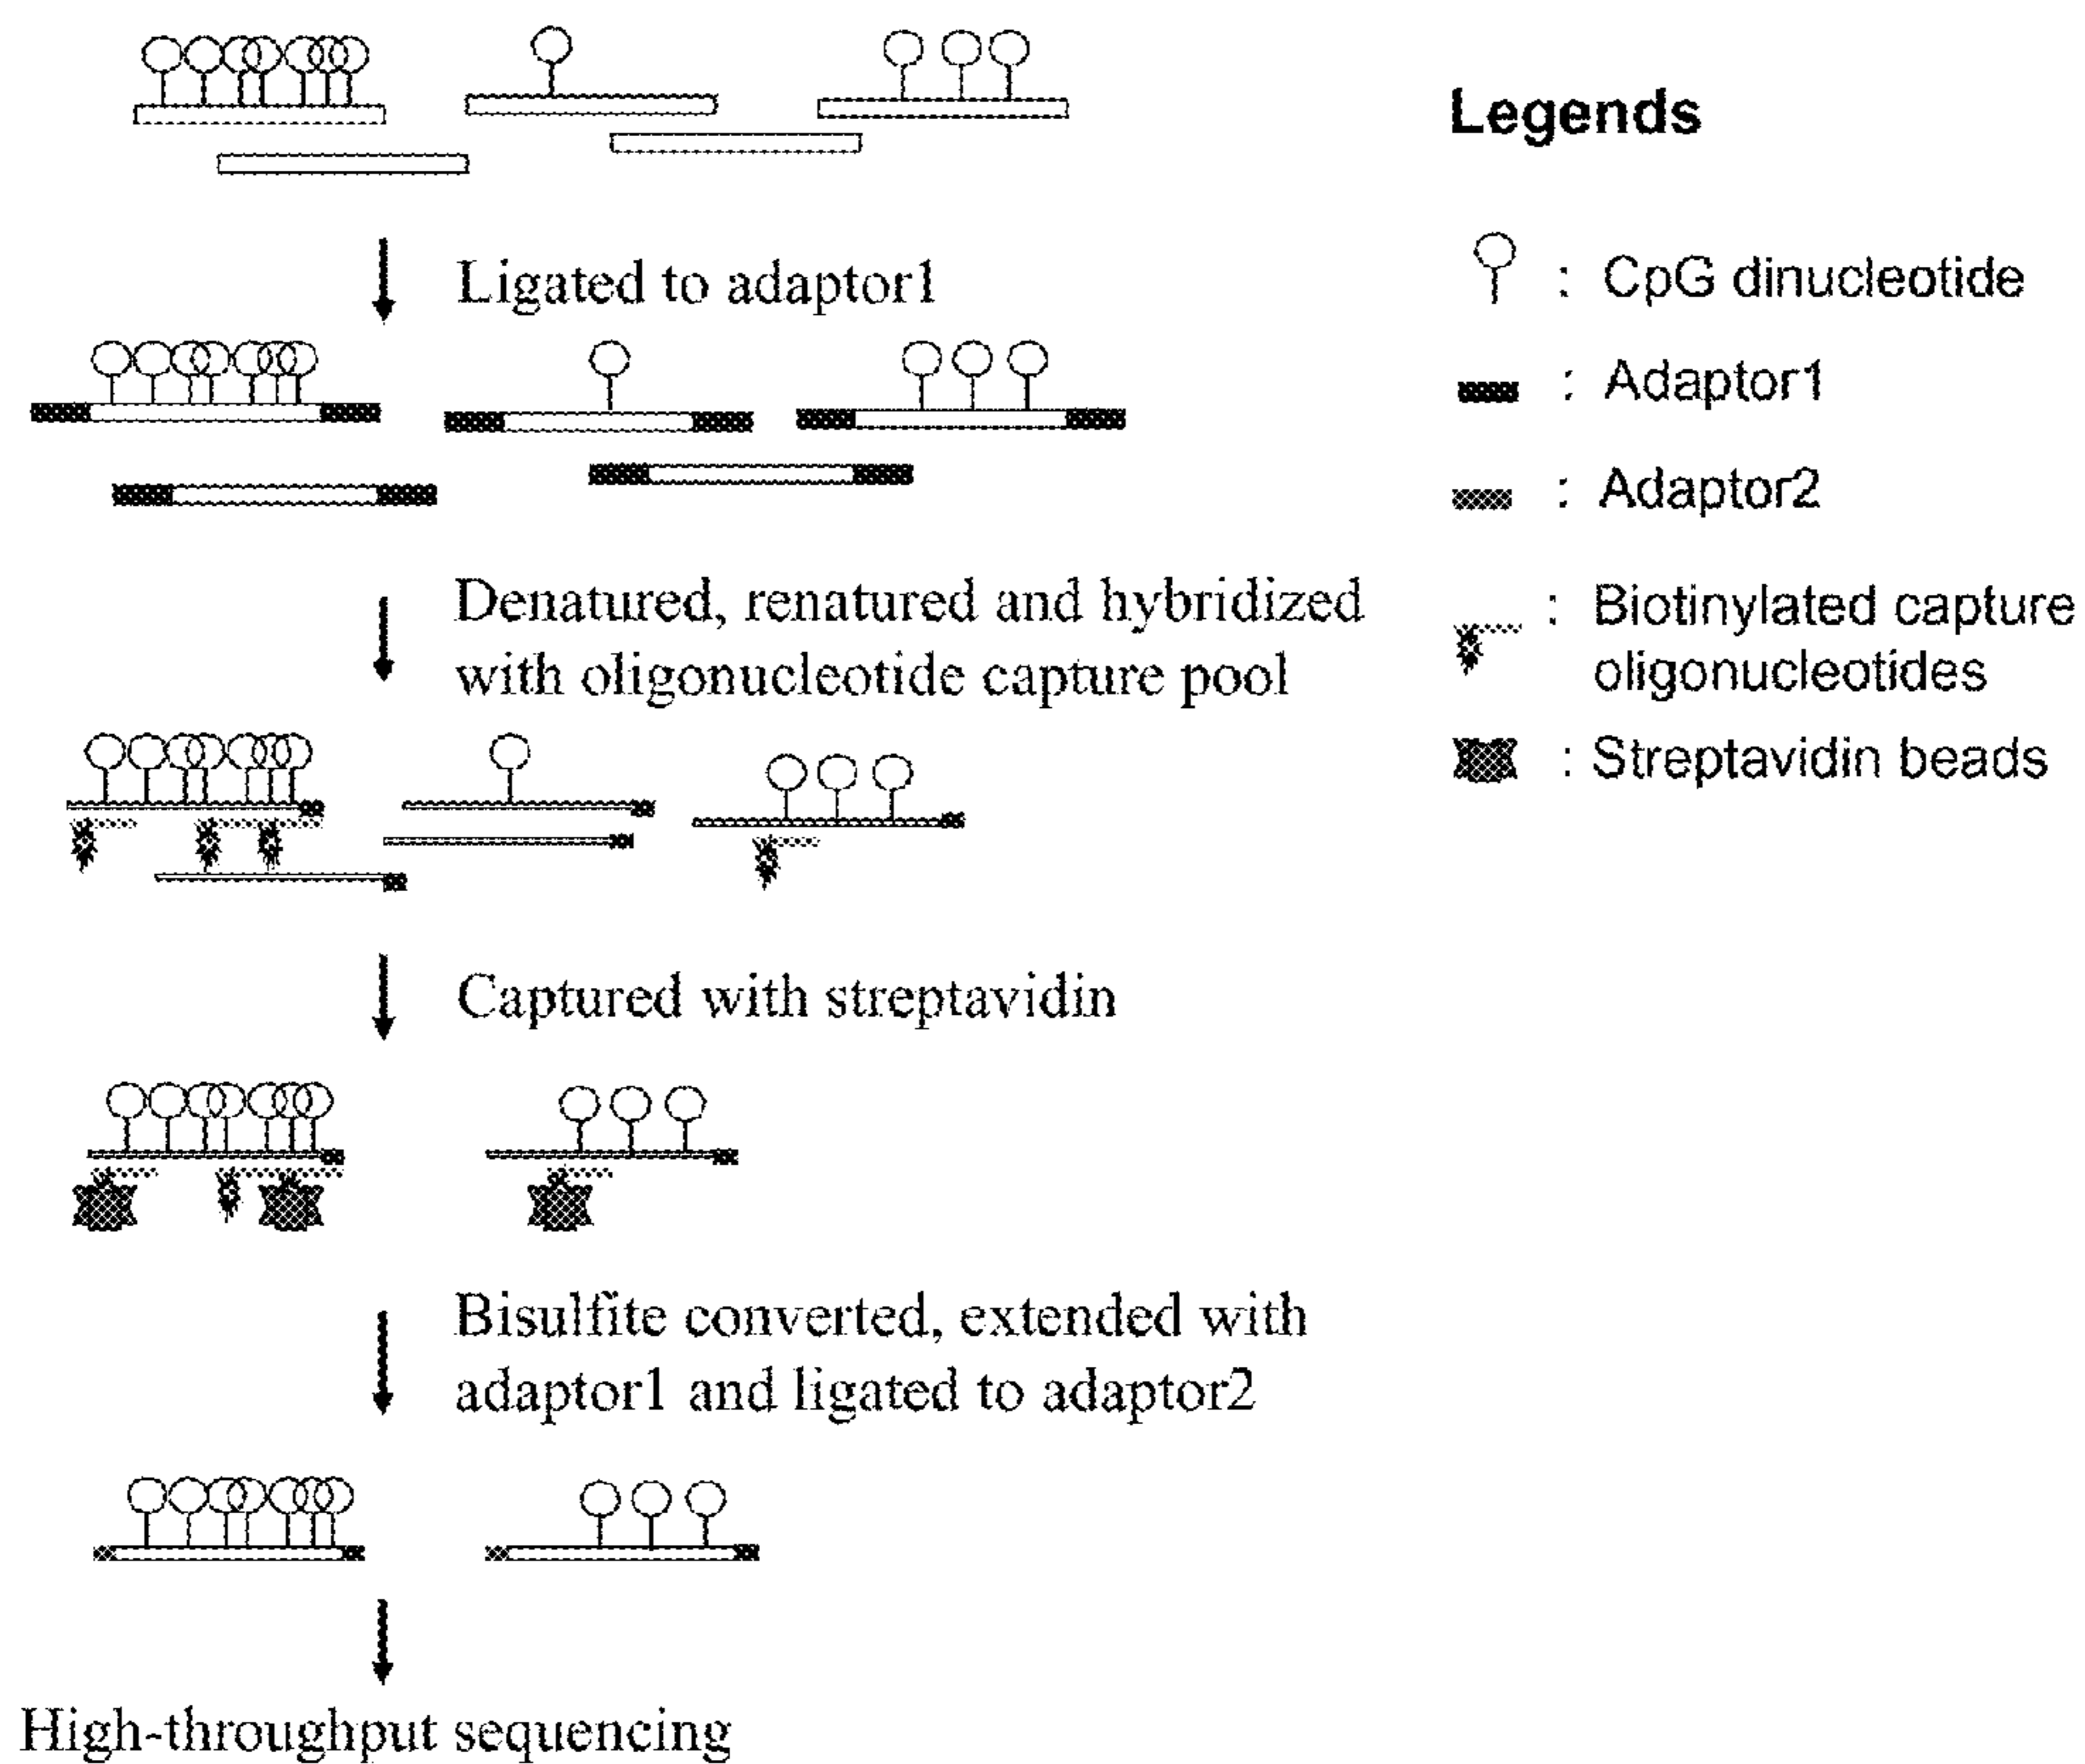 Legends
: CpG dinucleotide
: Adaptor1
: Adaptor2
: Biotinylated capture
oligonucleotides
: Streptavidin beads
Ligated to adaptor1
Denatured, renatured and hybridized
with oligonucleotide capture pool
Captured with streptavidin
Bisulfite converted, extended with
adaptor1 and ligated to adaptor2
High-throughput sequencing